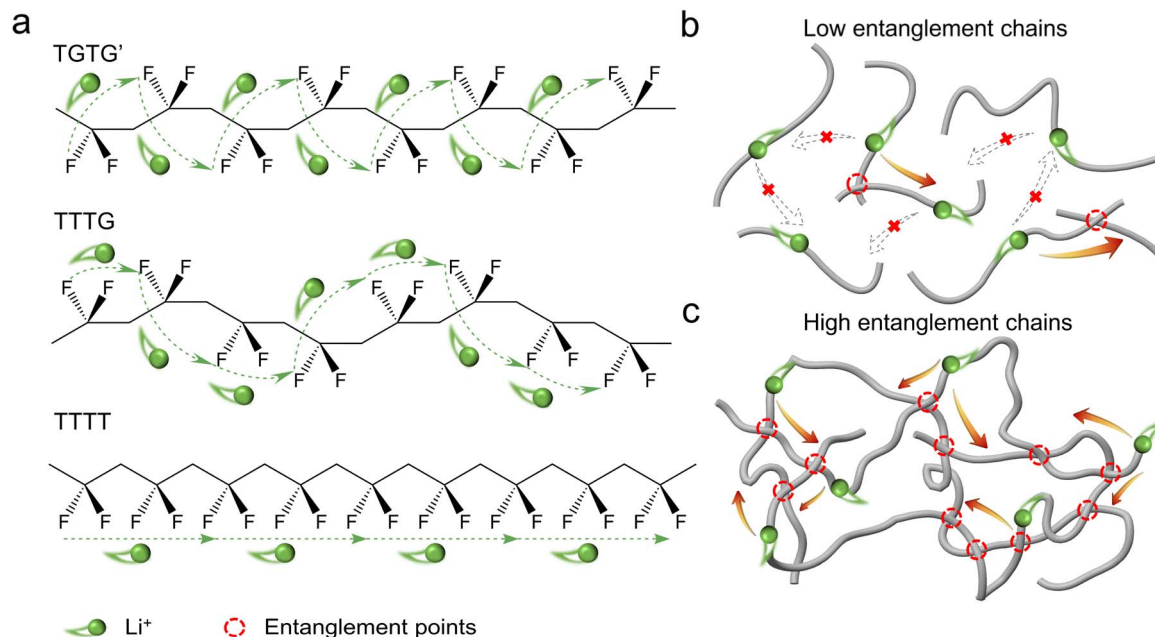 a
TGTG'
F F F F F F F F
F F F F F F F F
TTTG
F F F F
F F F F
F F F F
F F F F
TTTT
F F F F F F F F F F F F F F F F
b
Low entanglement chains
c
High entanglement chains
Li⁺
Entanglement points